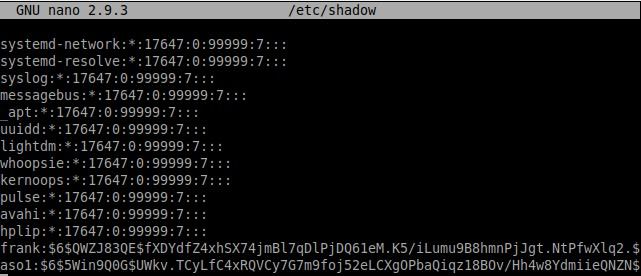 GNU nano 2.9.3 /etc/shadow
systemd-network:*:17647:0:99999:7:::
systemd-resolve:*:17647:0:99999:7:::
syslog:*:17647:0:99999:7:::
messagebus:*:17647:0:99999:7:::
_apt:*:17647:0:99999:7:::
uuidd:*:17647:0:99999:7:::
lightdm:*:17647:0:99999:7:::
whoopsie:*:17647:0:99999:7:::
kernoops:*:17647:0:99999:7:::
pulse:*:17647:0:99999:7:::
avahi:*:17647:0:99999:7:::
hplip:*:17647:0:99999:7:::
frank:$6$QWZJ83QE$fXDYdfZ4xhSX74jmBl7qDlPjDQ61eM.K5/iLumu9B8hmnPjJgt.NtPfwXlq2.$
aso1:$6$5Win9Q0G$UWkv.TCyLfC4xRQVCy7G7m9foj52eLCXgOPbaQiqz18BOv/Hh4w8YdmiieQNZN$